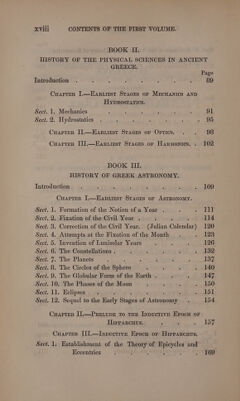 xviii CONTENTS OF THE FIRST VOLUME.
BOOK II.
HISTORY OF THE PHYSICAL SCIENCES IN ANCIENT
GREECE.
Page
Introduction . . . . . . . 89
Chapter I.—Earliest Stages of Mechanics and
Hydrostatics.
Sect. 1. Mechanics . . . . . . 91
Sect. 2. Hydrostatics . . . . . . 95
Chapter II.—Earliest Stages of Optics. . . 98
Chapter III.—Earliest Stages of Harmonics. . 102
BOOK III.
HISTORY OF GREEK ASTRONOMY.
Introduction . . . . . . . 109
Chapter I.—Earliest Stages of Astronomy.
Sect. 1. Formation of the Notion of a Year . . . 111
Sect. 2. Fixation of the Civil Year . . . . 114
Sect. 3. Correction of the Civil Year. (Julian Calendar) 120
Sect. 4. Attempts at the Fixation of the Month . . 123
Sect. 5. Invention of Lunisolar Years . . . 126
Sect. 6. The Constellations . . . . . 132
Sect. 7. The Planets . . . . . 137
Sect. 8. The Circles of the Sphere . . . . 140
Sect. 9. The Globular Form of the Earth . . . 147
Sect. 10. The Phases of the Moon . . . . 150
Sect. 11. Eclipses . . . . . . 151
Sect. 12. Sequel to the Early Stages of Astronomy . 154
Chapter II.—Prelude to the Inductive Epoch of
Hipparchus. . . . . 157
Chapter III.—Inductive Epoch of Hipparchus.
Sect. 1. Establishment of the Theory of Epicycles and
Eccentrics . . . . . 169